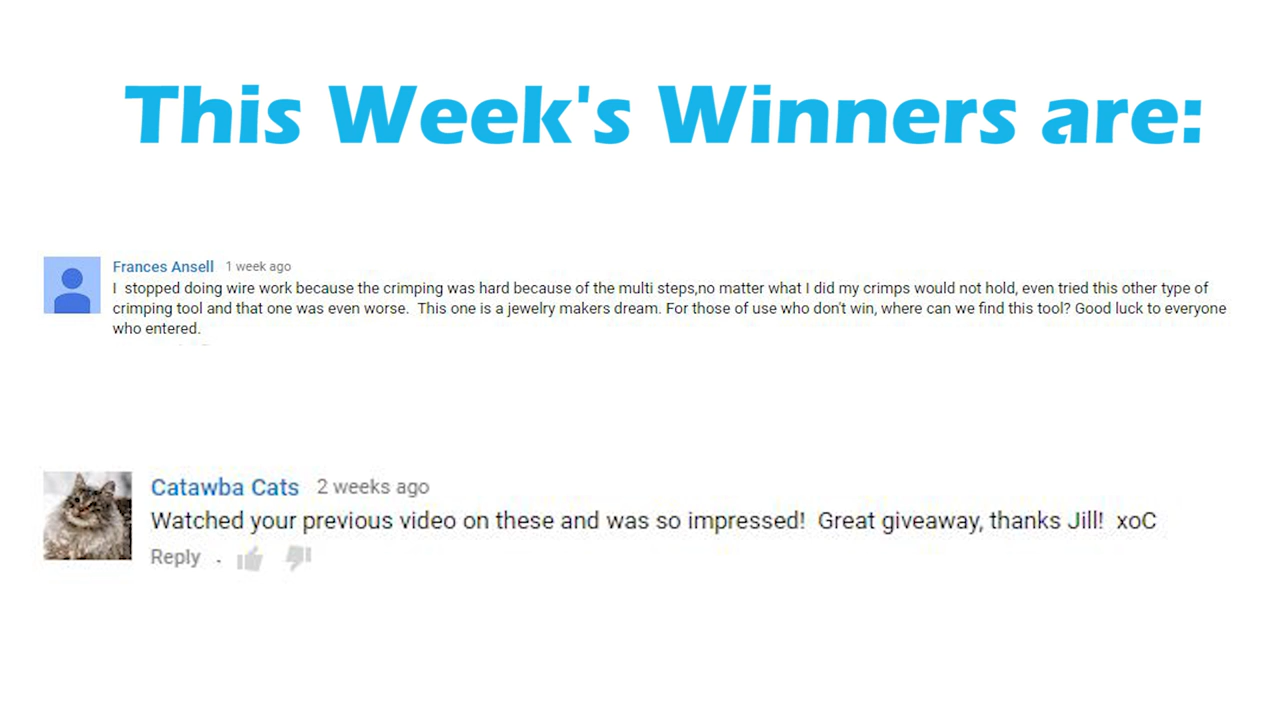 This Week's Winners are:
Frances Ansell 1 week ago
I stopped doing wire work because the crimping was hard because of the multi steps,no matter what I did my crimps would not hold, even tried this other type of
crimping tool and that one was even worse. This one is a jewelry makers dream. For those of use who don't win, where can we find this tool? Good luck to everyone
who entered.
Catawba Cats 2 weeks ago
Watched your previous video on these and was so impressed! Great giveaway, thanks Jill! xoC
Reply .